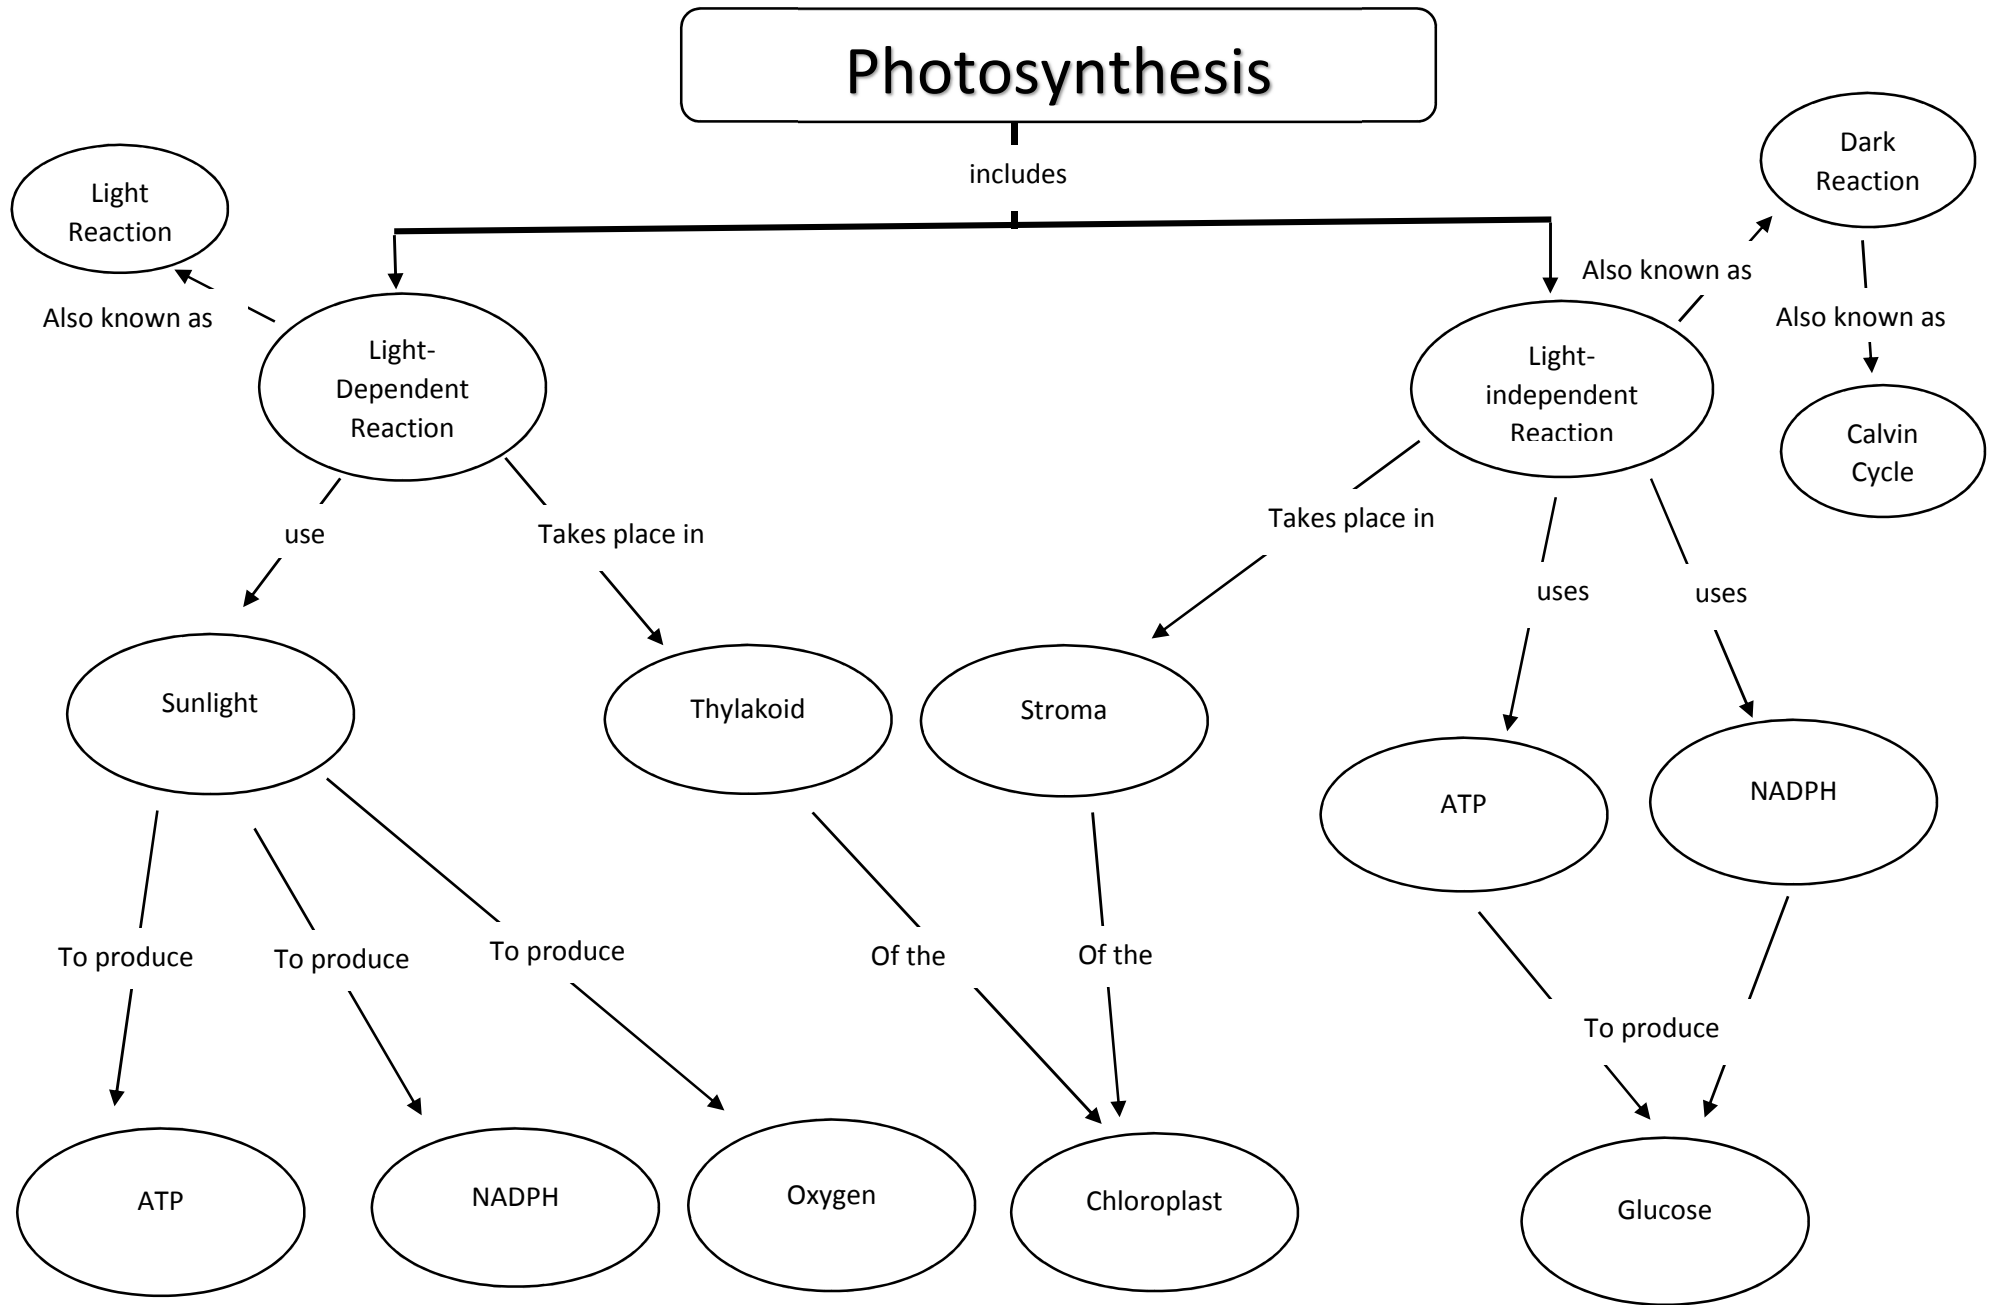 Photosynthesis
includes
Light
Reaction
Dark
Reaction
Also known as
Also known as
Also known as
Light-
Dependent
Reaction
Light-
independent
Reaction
Calvin
Cycle
use
Takes place in
Takes place in
uses
uses
Sunlight
Thylakoid
Stroma
ATP
NADPH
To produce
To produce
To produce
Of the
Of the
To produce
ATP
NADPH
Oxygen
Chloroplast
Glucose